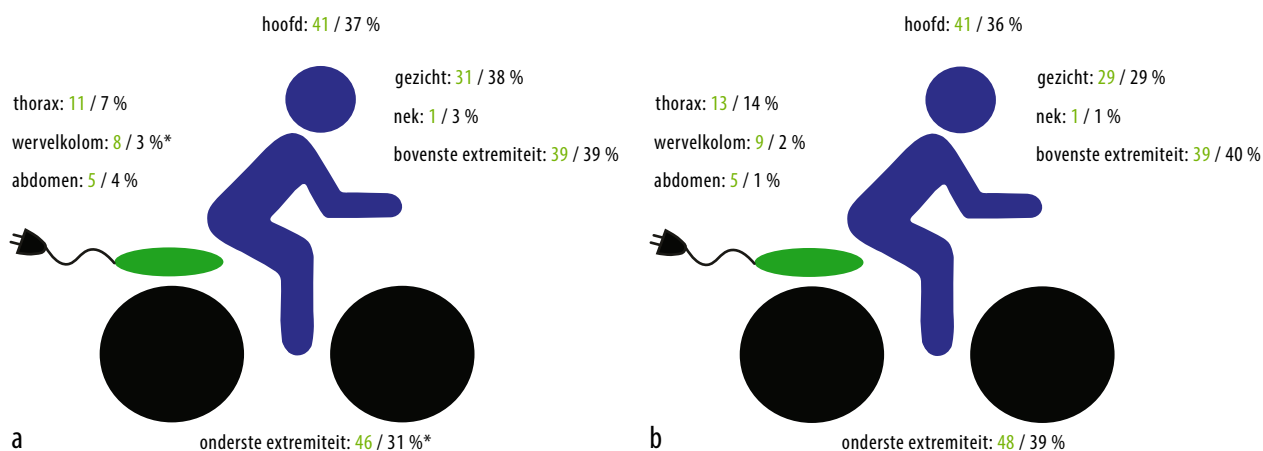 hoofd: 41 / 37 %
gezicht: 31 / 38 %
thorax: 11 / 7 %
nek: 1 / 3 %
wervelkolom: 8 / 3 %*
bovenste extremiteit: 39 / 39 %
abdomen: 5 / 4 %
a
onderste extremiteit: 46 / 31 %*
hoofd: 41 / 36 %
gezicht: 29 / 29 %
thorax: 13 / 14 %
nek: 1 / 1 %
wervelkolom: 9 / 2 %
bovenste extremiteit: 39 / 40 %
abdomen: 5 / 1 %
b
onderste extremiteit: 48 / 39 %